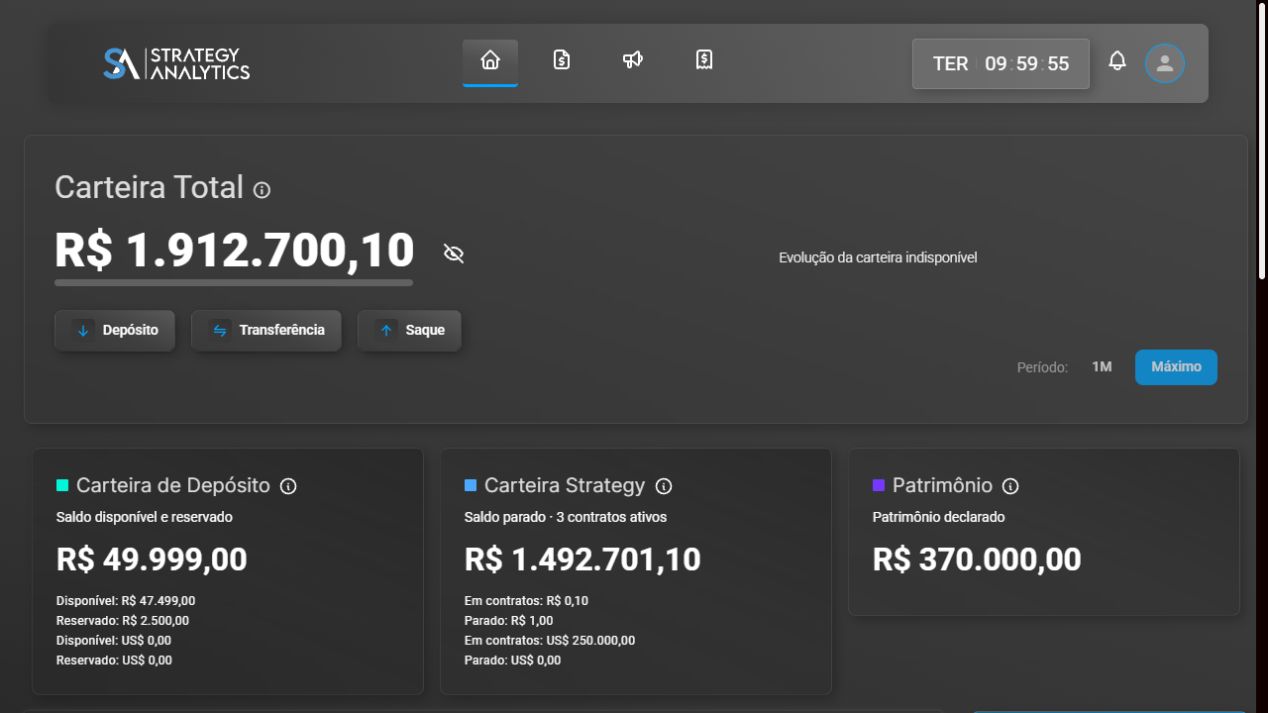 STRATEGY
ANALYTICS
TER 09:59:55
Carteira Total
R$ 1.912.700,10
Evolução da carteira indisponível
Depósito Transferência Saque
Período: 1M Máximo
Carteira de Depósito
Saldo disponível e reservado
R$ 49.999,00
Disponível: R$ 47.499,00
Reservado: R$ 2.500,00
Disponível: US$ 0,00
Reservado: US$ 0,00
Carteira Strategy
Saldo parado · 3 contratos ativos
R$ 1.492.701,10
Em contratos: R$ 0,10
Parado: R$ 1,00
Em contratos: US$ 250.000,00
Parado: US$ 0,00
Patrimônio
Patrimônio declarado
R$ 370.000,00